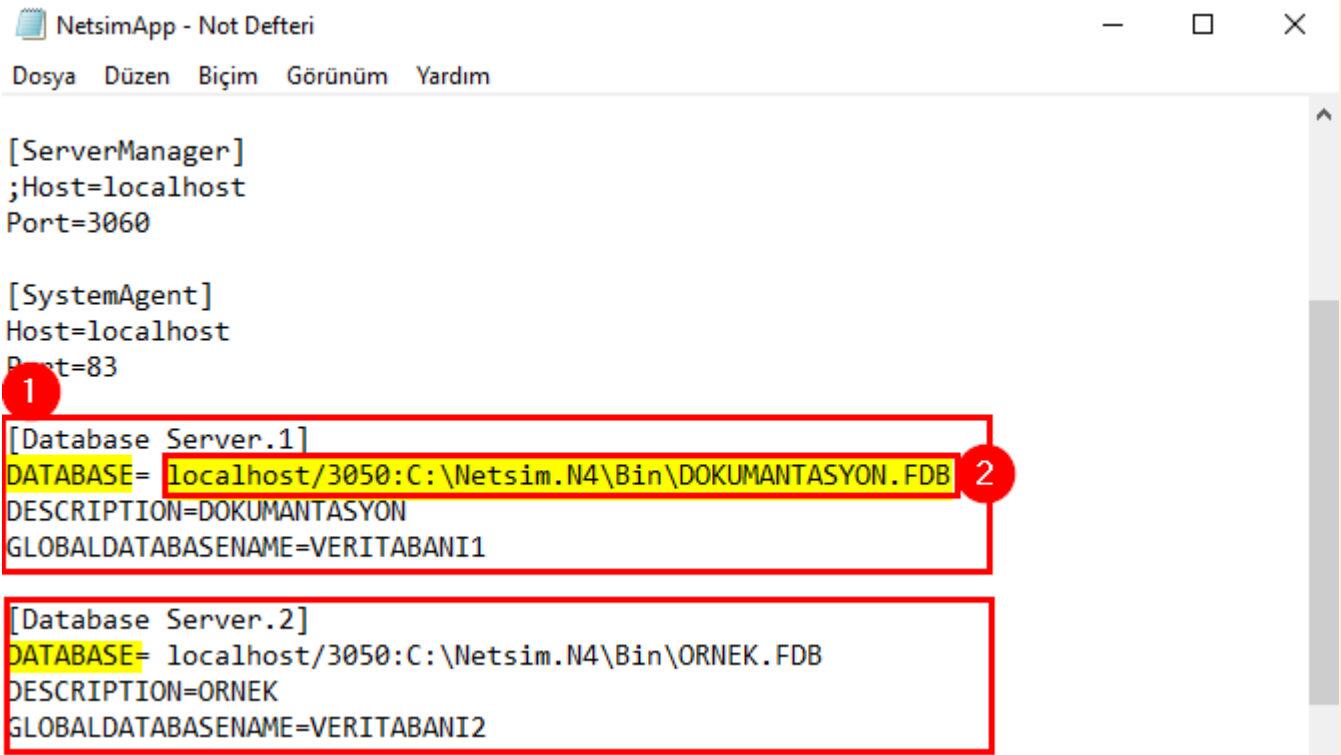 NetsimApp - Not Defteri
Dosya Düzen Biçim Görünüm Yardım
[ServerManager]
;Host=localhost
Port=3060
[SystemAgent]
Host=localhost
Port=83
1
[Database Server.1]
DATABASE= localhost/3050:C:\Netsim.N4\Bin\DOKUMANTASYON.FDB 2
DESCRIPTION=DOKUMANTASYON
GLOBALDATABASENAME=VERITABANI1
[Database Server.2]
DATABASE= localhost/3050:C:\Netsim.N4\Bin\ORNEK.FDB
DESCRIPTION=ORNEK
GLOBALDATABASENAME=VERITABANI2